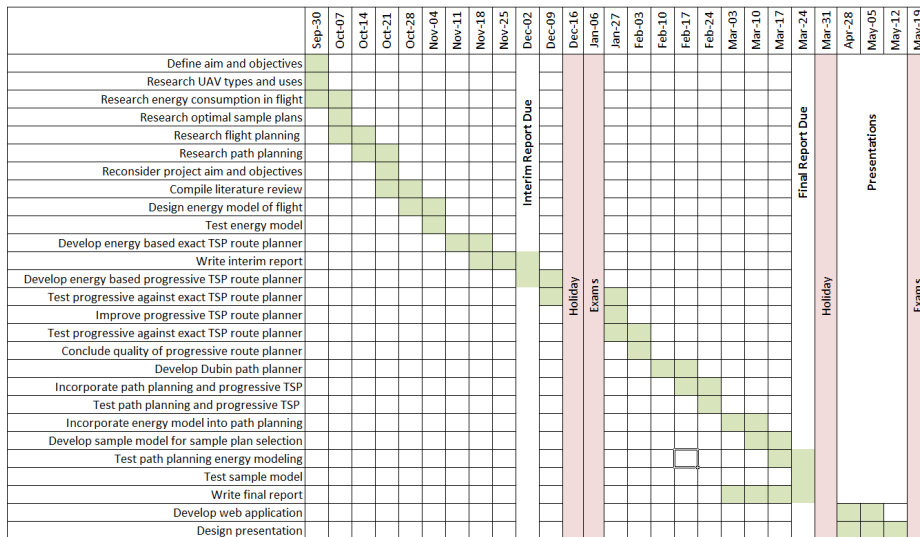 Sep-30 Oct-07 Oct-14 Oct-21 Oct-28 Nov-04 Nov-11 Nov-18 Nov-25 Dec-02 Dec-09 Dec-16 Jan-06 Jan-27 Feb-03 Feb-10 Feb-17 Feb-24 Mar-03 Mar-10 Mar-17 Mar-24 Mar-31 Apr-28 May-05 May-12 May-19
Define aim and objectives
Research UAV types and uses
Research energy consumption in flight
Research optimal sample plans
Research flight planning
Research path planning
Reconsider project aim and objectives
Compile literature review
Design energy model of flight
Test energy model
Develop energy based exact TSP route planner
Write interim report
Develop energy based progressive TSP route planner
Test progressive against exact TSP route planner
Improve progressive TSP route planner
Test progressive against exact TSP route planner
Conclude quality of progressive route planner
Develop Dubin path planner
Incorporate path planning and progressive TSP
Test path planning and progressive TSP
Incorporate energy model into path planning
Develop sample model for sample plan selection
Test path planning energy modeling
Test sample model
Write final report
Develop web application
Design presentation
Interim Report Due
Holiday
Exams
Final Report Due
Holiday
Presentations
Exams